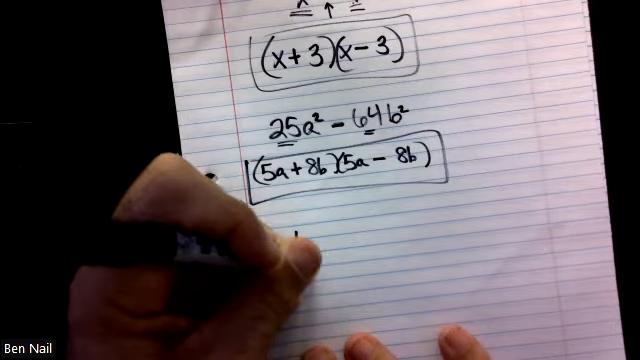 (x+3)(x-3)
25a² - 64b²
(5a+8b)(5a-8b)
Ben Nail